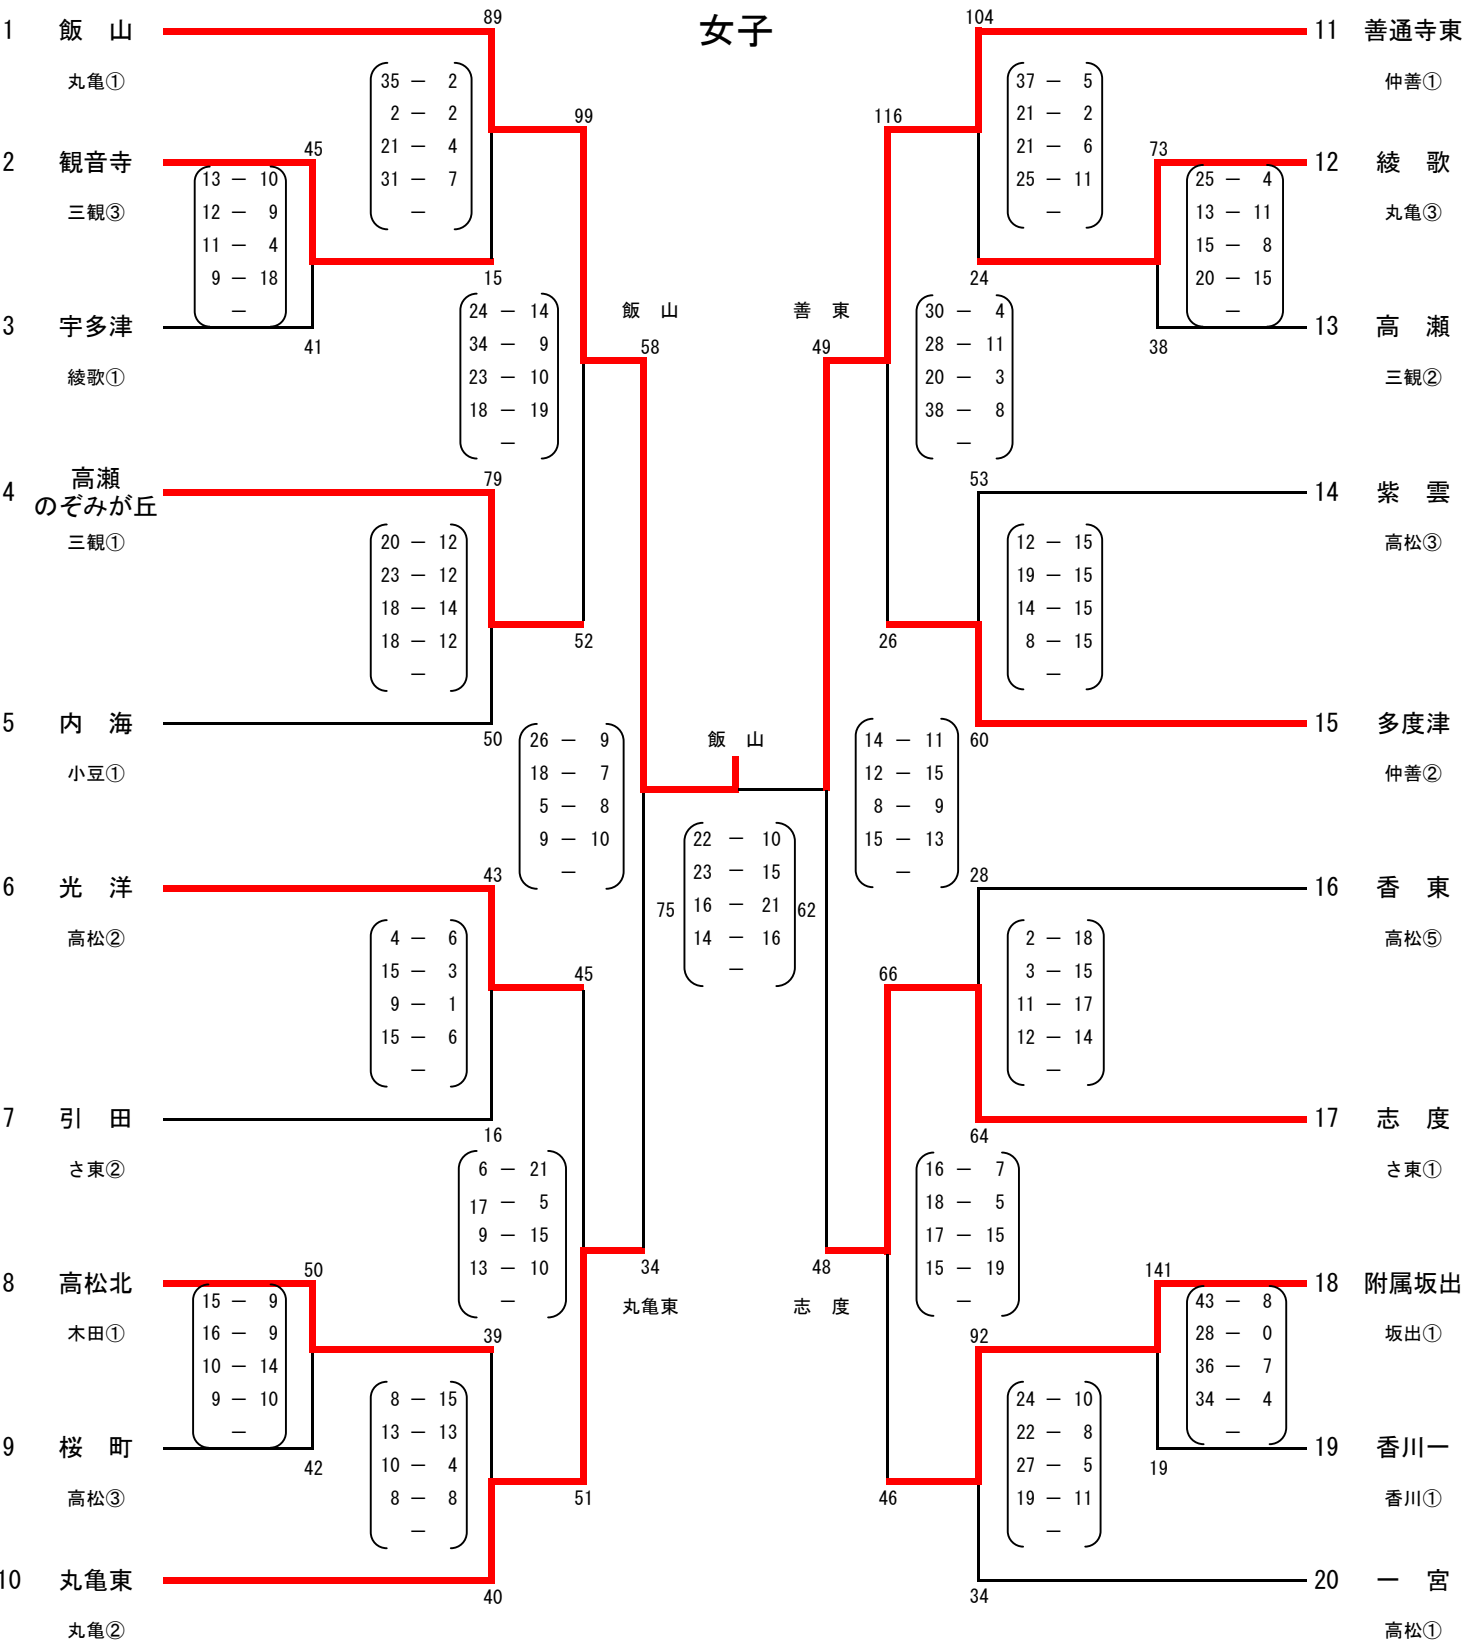 女子
1 飯 山
丸亀①
2 観音寺
三観③
3 宇多津
綾歌①
4 高瀬
のぞみが丘
三観①
5 内 海
小豆①
6 光 洋
高松②
7 引 田
さ東②
8 高松北
木田①
9 桜 町
高松③
10 丸亀東
丸亀②
45
13 — 10
12 — 9
11 — 4
9 — 18
—
41
50
15 — 9
16 — 9
10 — 14
9 — 10
—
42
89
35 — 2
2 — 2
21 — 4
31 — 7
—
15
79
20 — 12
23 — 12
18 — 14
18 — 12
—
50
43
4 — 6
15 — 3
9 — 1
15 — 6
—
16
39
8 — 15
13 — 13
10 — 4
8 — 8
—
40
99
24 — 14
34 — 9
23 — 10
18 — 19
—
52
45
6 — 21
17 — 5
9 — 15
13 — 10
—
51
飯 山
58
26 — 9
18 — 7
5 — 8
9 — 10
—
34
丸亀東
飯 山
75
22 — 10
23 — 15
16 — 21
14 — 16
—
62
善 東
49
14 — 11
12 — 15
8 — 9
15 — 13
—
48
志 度
116
30 — 4
28 — 11
20 — 3
38 — 8
—
26
66
16 — 7
18 — 5
17 — 15
15 — 19
—
46
104
37 — 5
21 — 2
21 — 6
25 — 11
—
24
53
12 — 15
19 — 15
14 — 15
8 — 15
—
60
28
2 — 18
3 — 15
11 — 17
12 — 14
—
64
92
24 — 10
22 — 8
27 — 5
19 — 11
—
34
73
25 — 4
13 — 11
15 — 8
20 — 15
—
38
141
43 — 8
28 — 0
36 — 7
34 — 4
—
19
11 善通寺東
仲善①
12 綾 歌
丸亀③
13 高 瀬
三観②
14 紫 雲
高松③
15 多度津
仲善②
16 香 東
高松⑤
17 志 度
さ東①
18 附属坂出
坂出①
19 香川一
香川①
20 一 宮
高松①